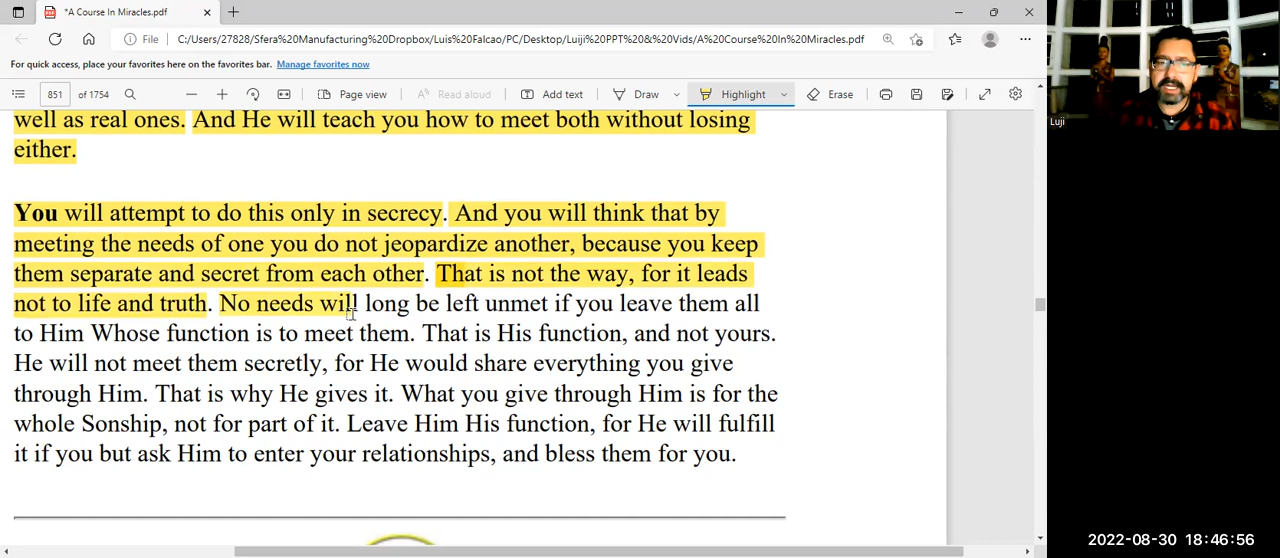 *A Course In Miracles.pdf
File C:/Users/27828/Sfera%20Manufacturing%20Dropbox/Luis%20Falcao/PC/Desktop/Luiji%20PPT%20&%20Vids/A%20Course%20In%20Miracles.pdf
For quick access, place your favorites here on the favorites bar. Manage favorites now
851 of 1754 Page view Read aloud Add text Draw Highlight Erase
well as real ones. And He will teach you how to meet both without losing
either.
You will attempt to do this only in secrecy. And you will think that by
meeting the needs of one you do not jeopardize another, because you keep
them separate and secret from each other. That is not the way, for it leads
not to life and truth. No needs will long be left unmet if you leave them all
to Him Whose function is to meet them. That is His function, and not yours.
He will not meet them secretly, for He would share everything you give
through Him. That is why He gives it. What you give through Him is for the
whole Sonship, not for part of it. Leave Him His function, for He will fulfill
it if you but ask Him to enter your relationships, and bless them for you.
Luji
2022-08-30 18:46:56